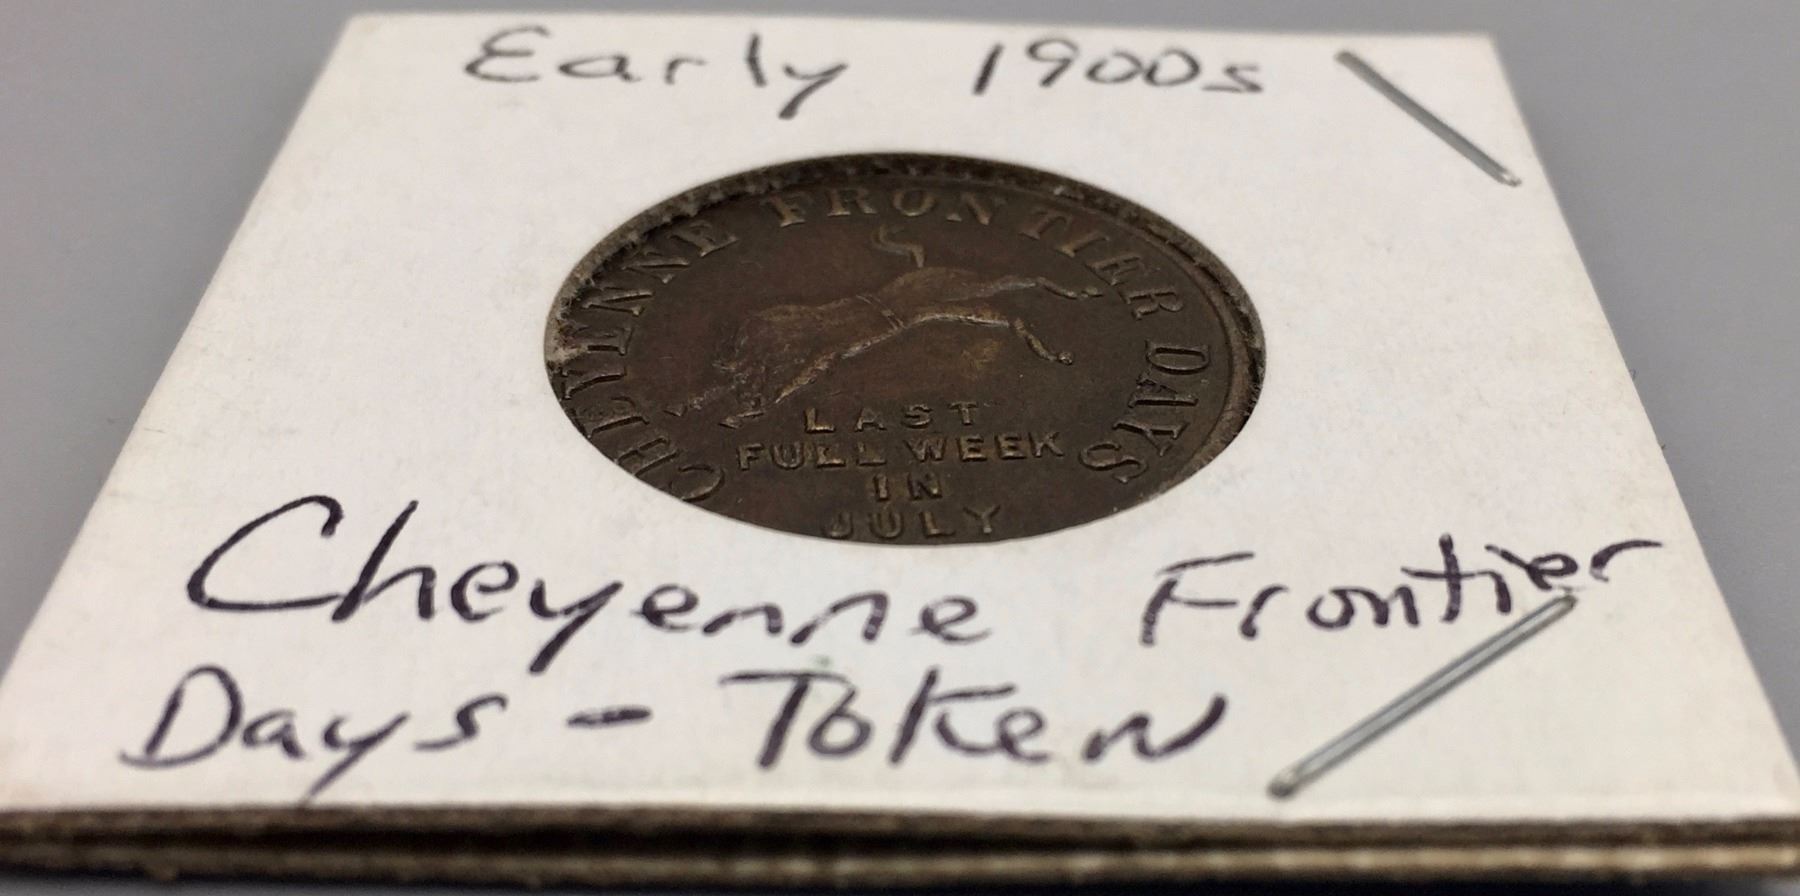 Early 1900s
CHEYENNE FRONTIER DAYS
LAST
FULL WEEK
IN
JULY
Cheyenne Frontier
Days - Token